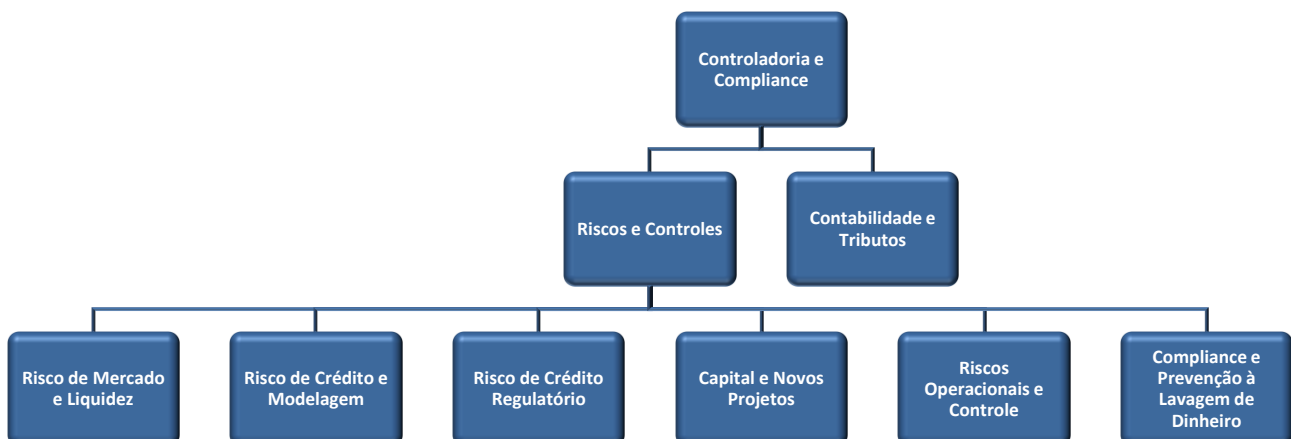 Controladoria e
Compliance
Riscos e Controles
Contabilidade e
Tributos
Risco de Mercado
e Liquidez
Risco de Crédito e
Modelagem
Risco de Crédito
Regulatório
Capital e Novos
Projetos
Riscos
Operacionais e
Controle
Compliance e
Prevenção à
Lavagem de
Dinheiro